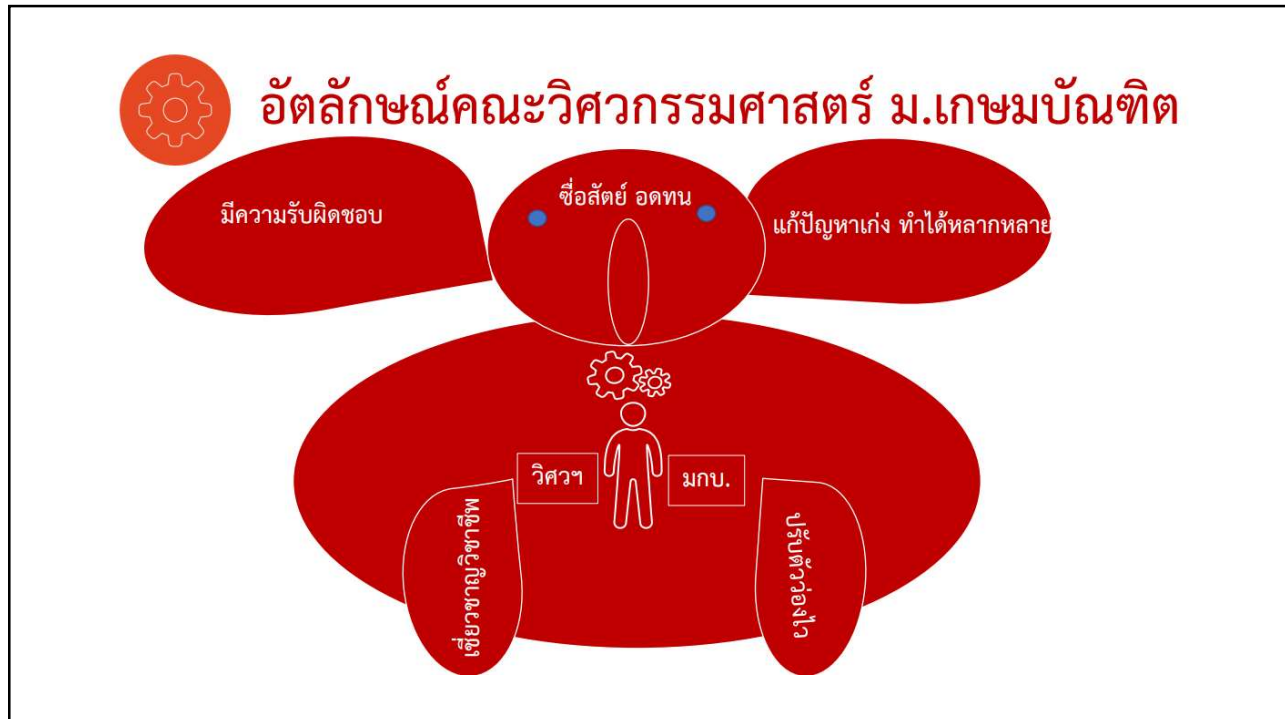 อัตลักษณ์คณะวิศวกรรมศาสตร์ ม.เกษมบัณฑิต
มีความรับผิดชอบ
ซื่อสัตย์ อดทน
แก้ปัญหาเก่ง ทำได้หลากหลาย
วิศวฯ
มกบ.
เชี่ยวชาญวิชาชีพ
ปรับตัวว่องไว